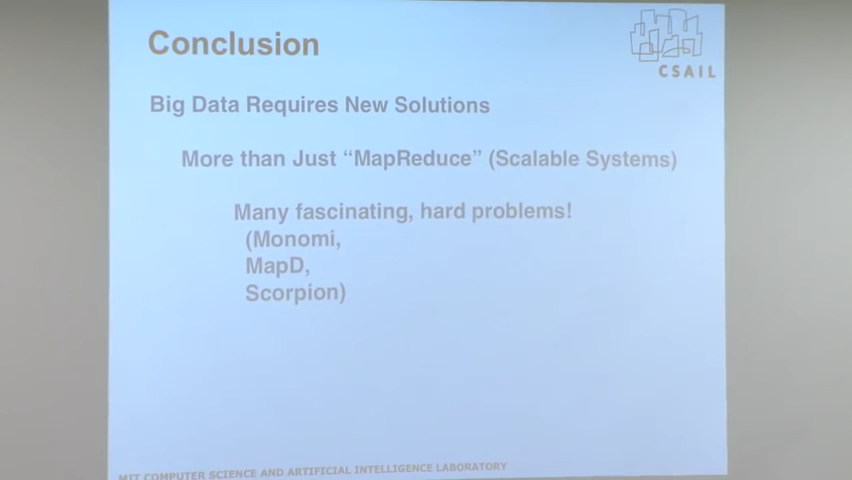 Conclusion
CSAIL
Big Data Requires New Solutions
More than Just “MapReduce” (Scalable Systems)
Many fascinating, hard problems!
(Monomi,
MapD,
Scorpion)
MIT COMPUTER SCIENCE AND ARTIFICIAL INTELLIGENCE LABORATORY